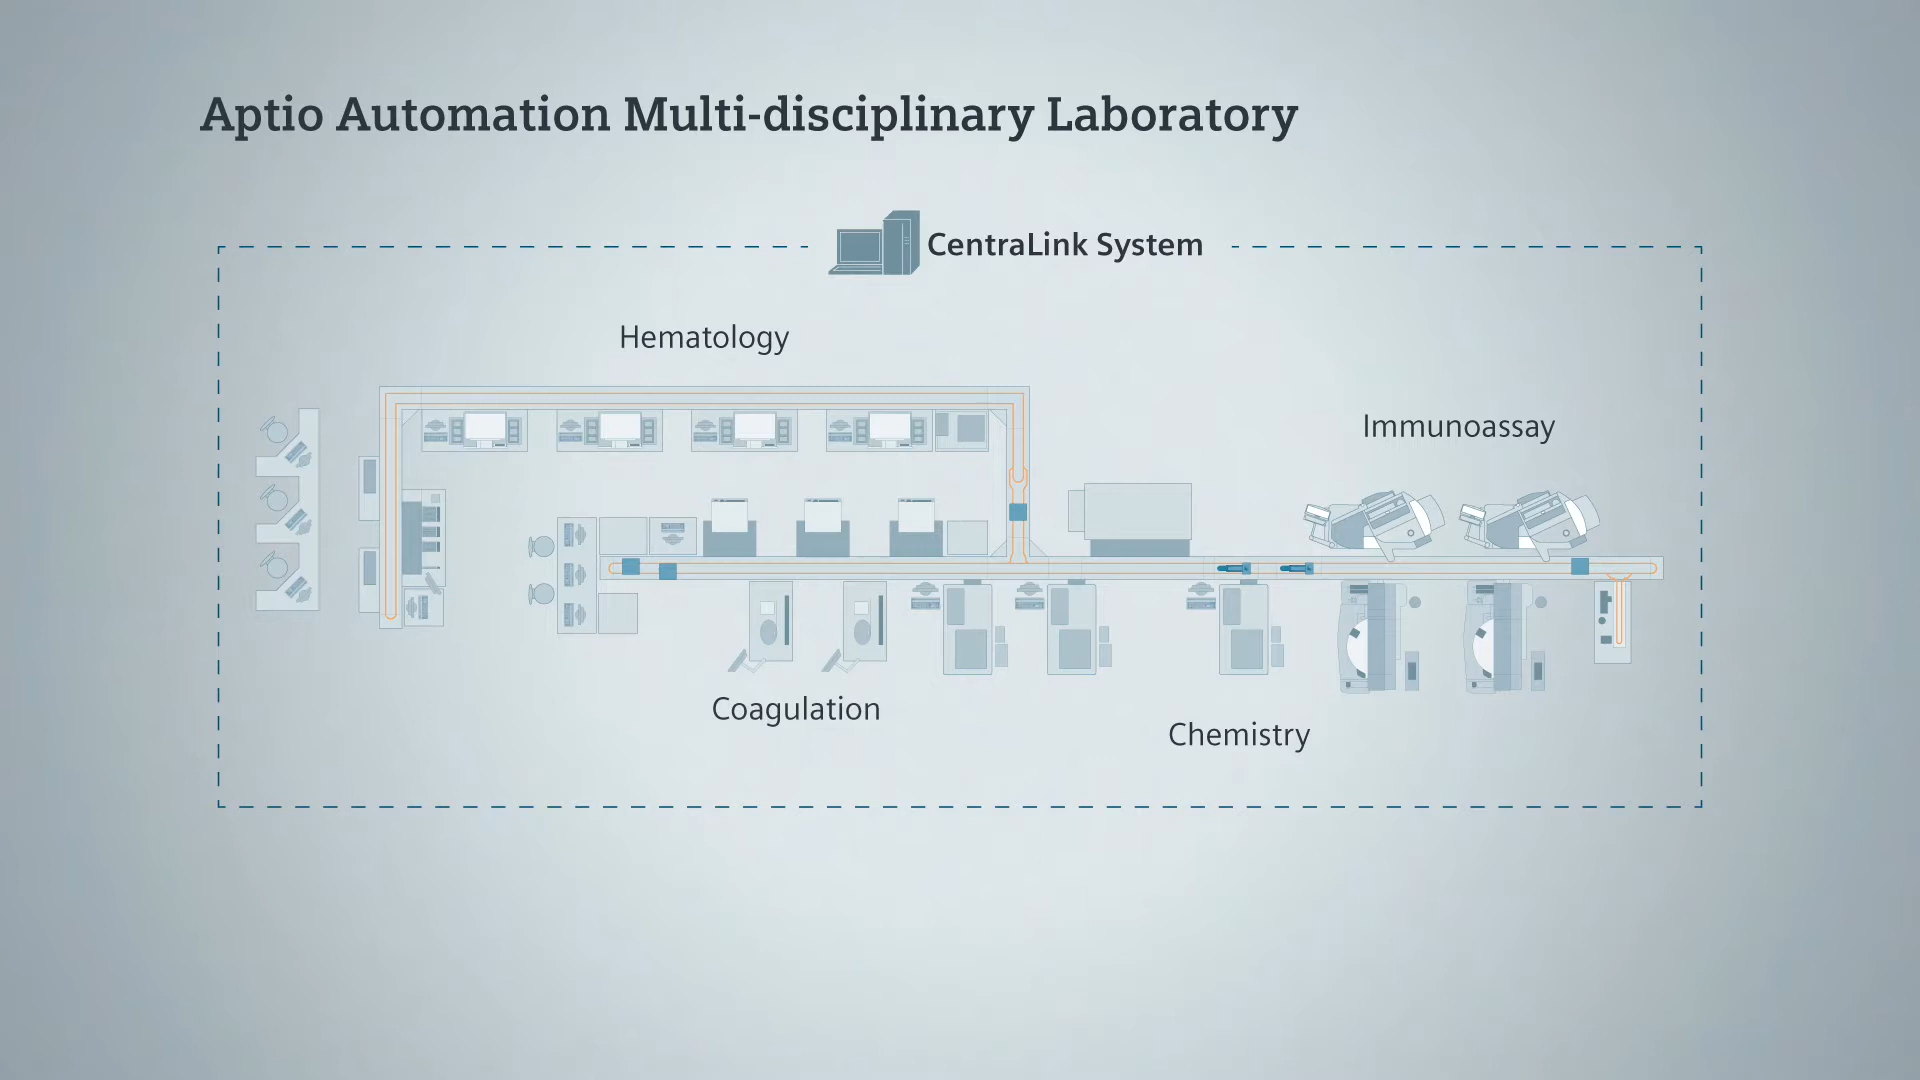 Aptio Automation Multi-disciplinary Laboratory
CentraLink System
Hematology
Immunoassay
Coagulation
Chemistry